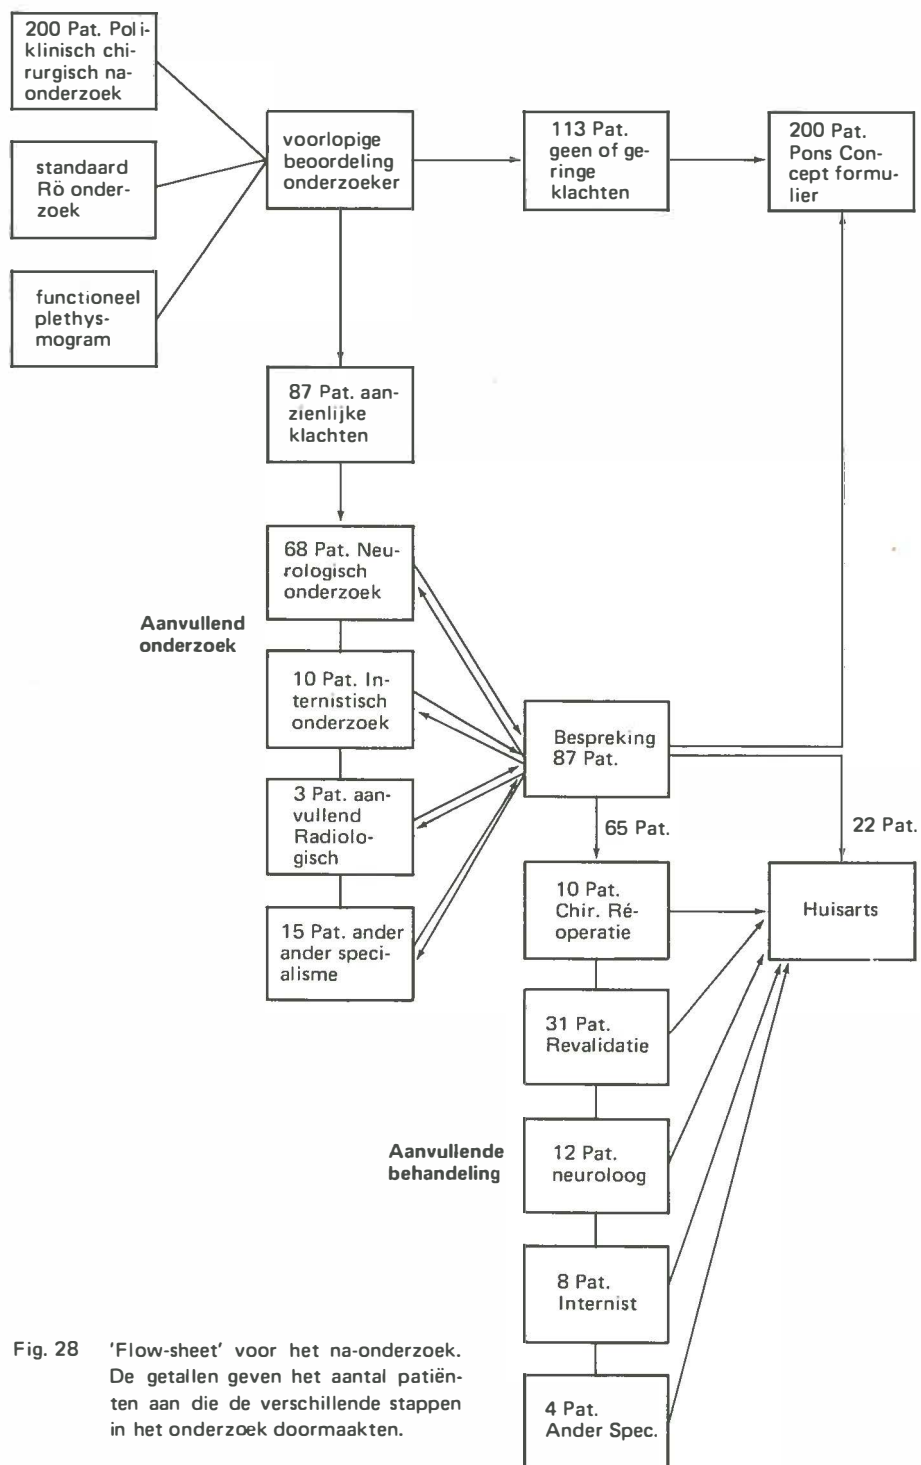 200 Pat. Poli-
klinisch chi-
rurgisch na-
onderzoek
standaard
Rö onder-
zoek
functioneel
plethys-
mogram
voorlopige
beoordeling
onderzoeker
113 Pat.
geen of ge-
ringe
klachten
200 Pat.
Pons Con-
cept formu-
lier
87 Pat. aan-
zienlijke
klachten
68 Pat. Neu-
rologisch
onderzoek
Aanvullend
onderzoek
10 Pat. In-
ternistisch
onderzoek
3 Pat. aan-
vullend
Radiolo-
gisch
15 Pat. ander
ander speci-
alisme
Bespreking
87 Pat.
65 Pat.
22 Pat.
10 Pat.
Chir. Ré-
operatie
Huisarts
31 Pat.
Revalidatie
Aanvullende
behandeling
12 Pat.
neuroloog
8 Pat.
Internist
4 Pat.
Ander Spec.
Fig. 28 'Flow-sheet' voor het na-onderzoek.
De getallen geven het aantal patiën-
ten aan die de verschillende stappen
in het onderzoek doormaakten.